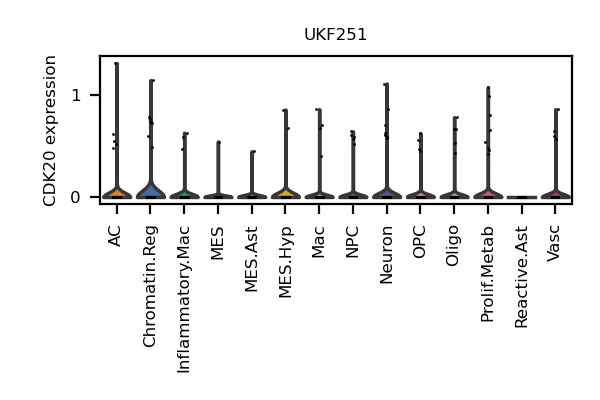 UKF251
CDK20 expression
1
0
AC
Chromatin.Reg
Inflammatory.Mac
MES
MES.Ast
MES.Hyp
Mac
NPC
Neuron
OPC
Oligo
Prolif.Metab
Reactive.Ast
Vasc